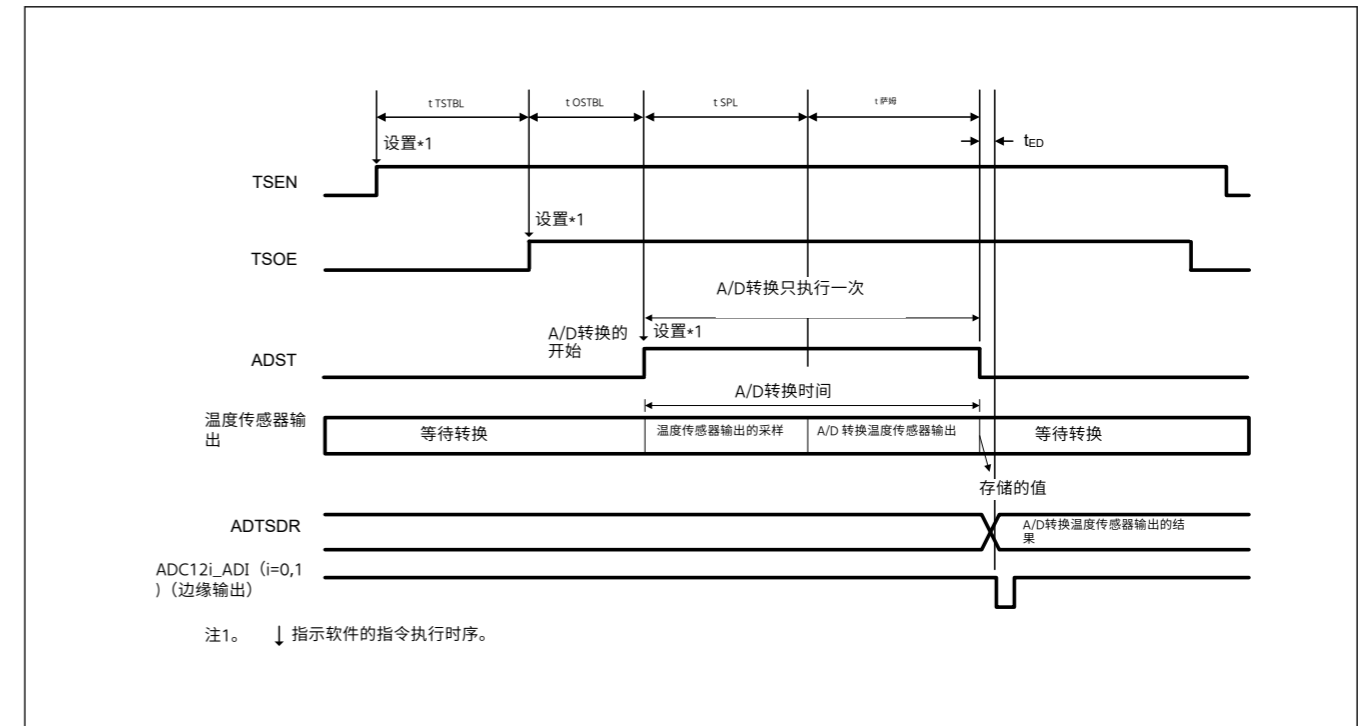 t TSTBL
t OSTBL
t SPL
t 萨姆
tED
设置*1
TSEN
设置*1
TSOE
A/D转换只执行一次
A/D转换的
开始
设置*1
ADST
A/D转换时间
温度传感器输
出
等待转换
温度传感器输出的采样
A/D 转换温度传感器输出
等待转换
存储的值
ADTSDR
A/D转换温度传感器输出的结
果
ADC12i_ADI（i=0,1
)（边缘输出）
注1。 ↓ 指示软件的指令执行时序。